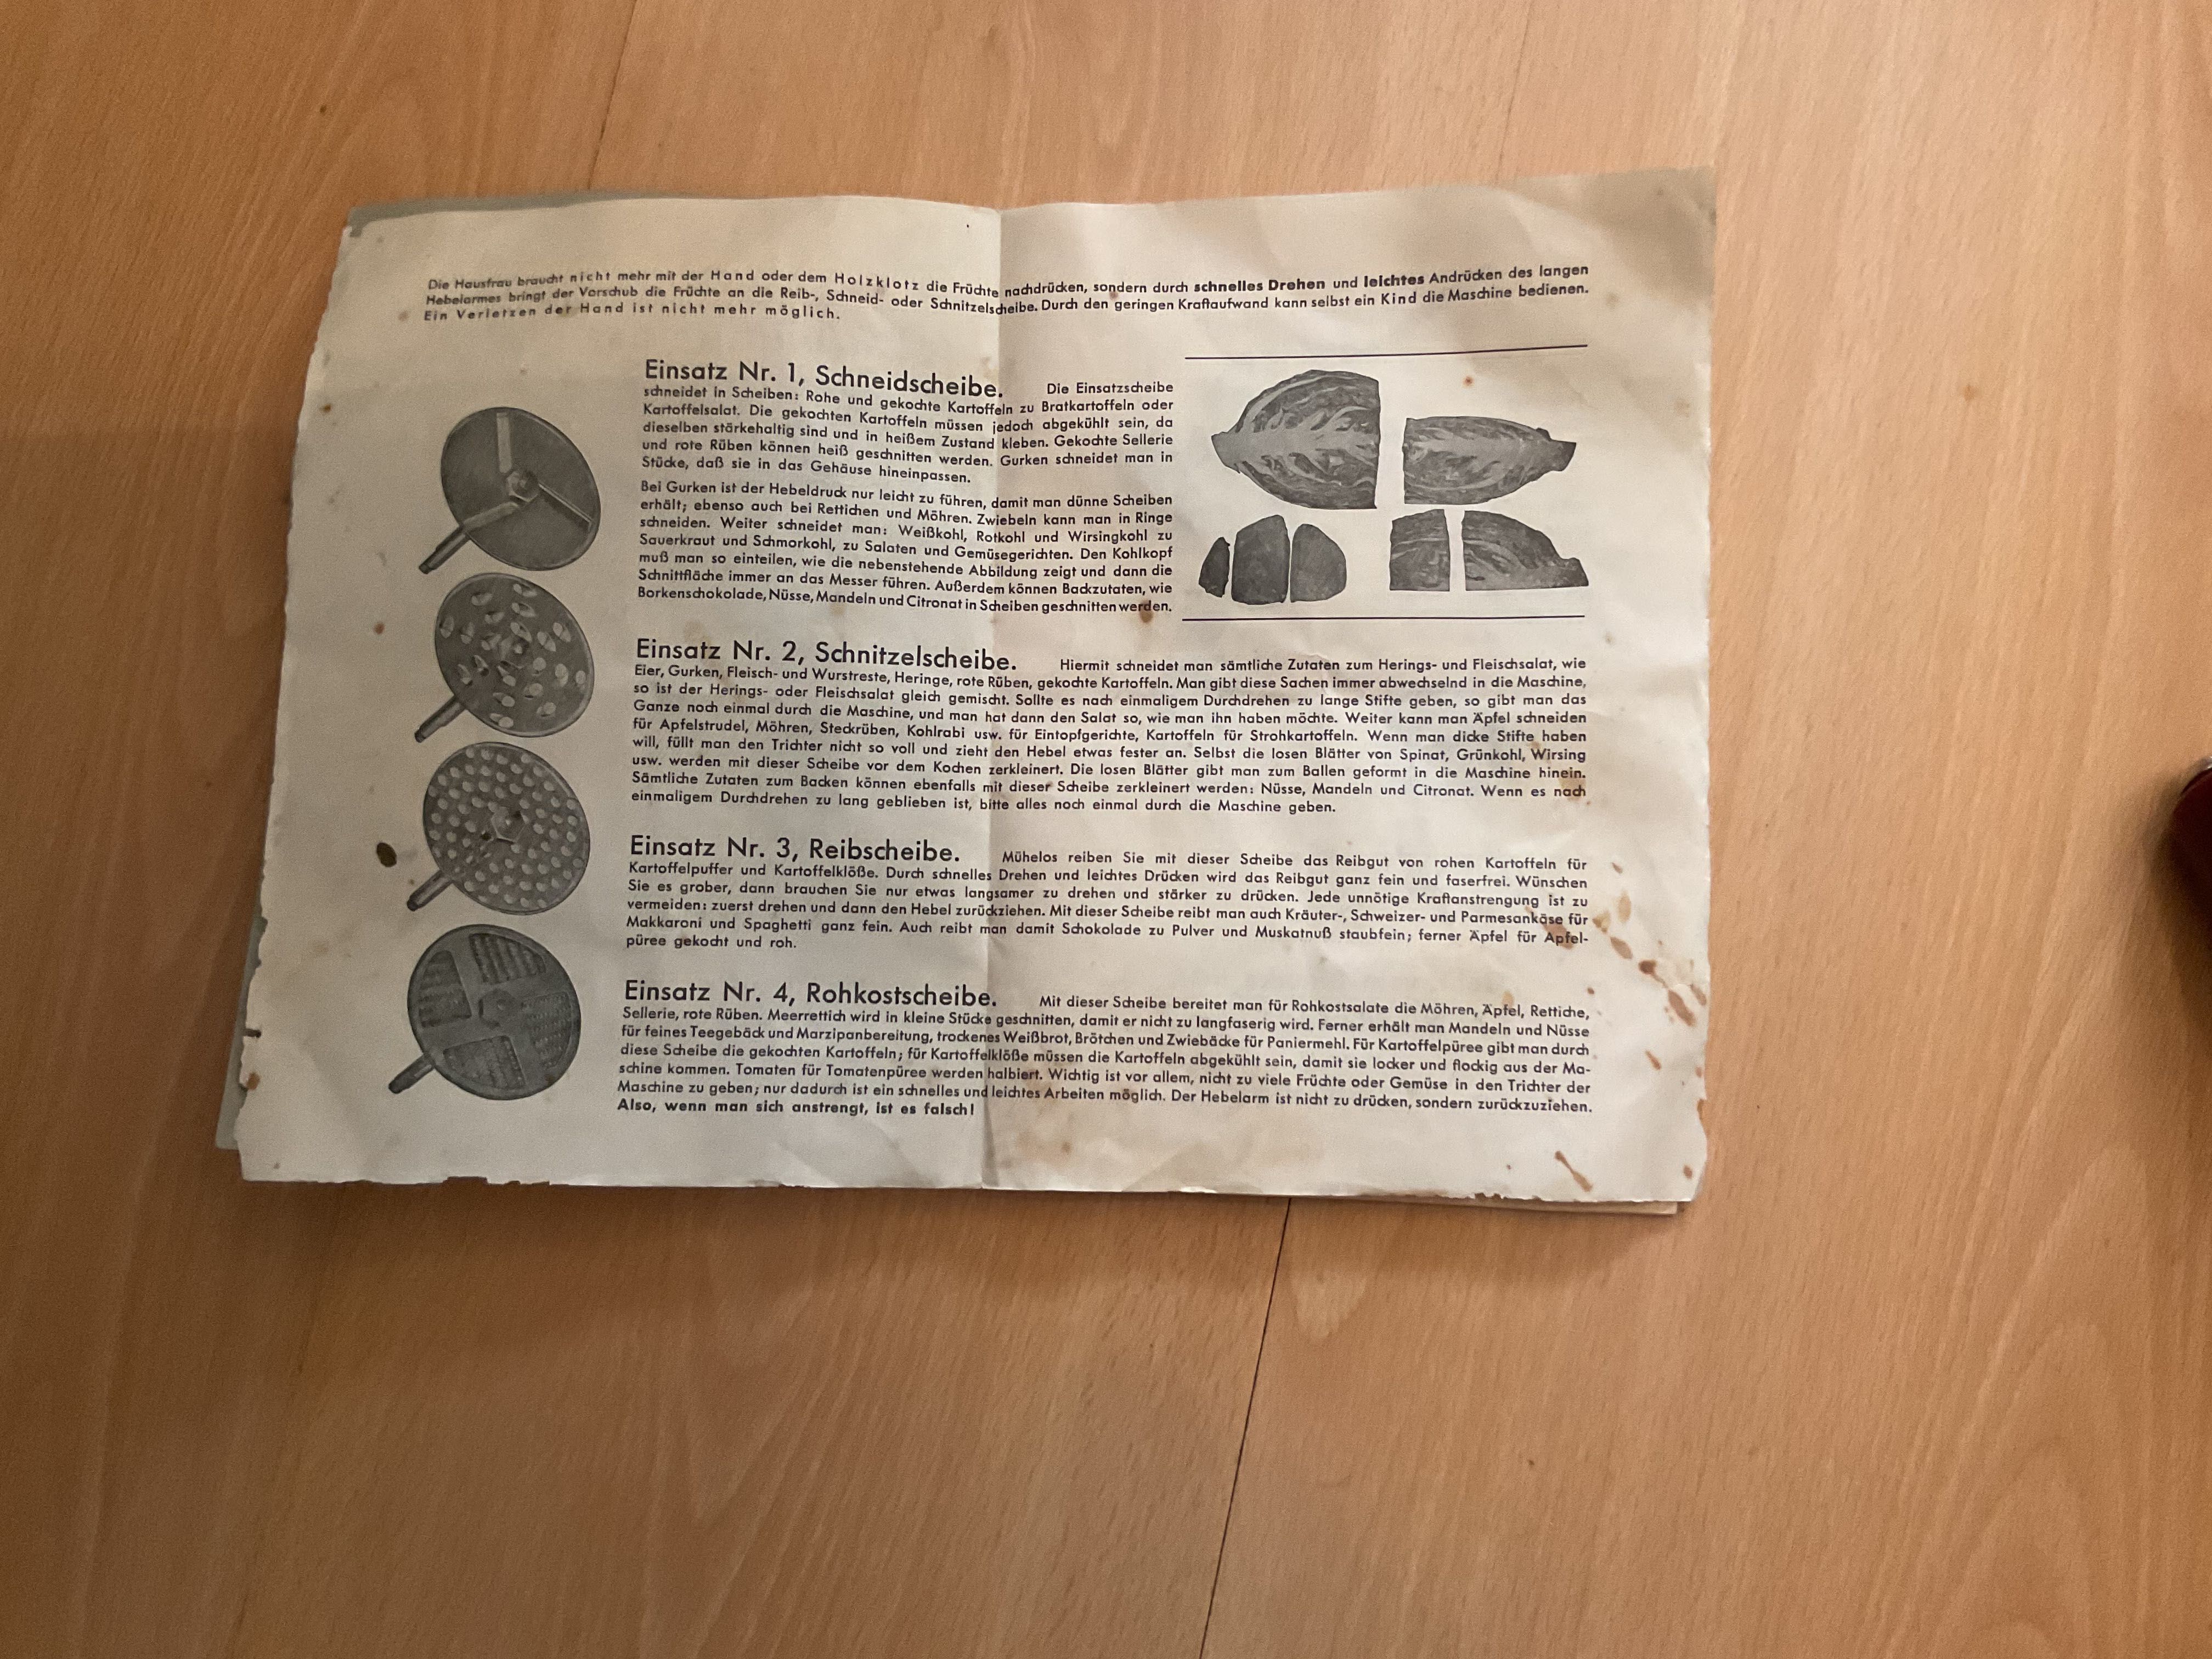 Die Hausfrau braucht nicht mehr mit der Hand oder dem Holzklotz die Früchte nachdrücken, sondern durch schnelles Drehen und leichtes Andrücken des langen
Hebelarmes bringt der Vorschub die Früchte an die Reib-, Schneid- oder Schnitzelscheibe. Durch den geringen Kraftaufwand kann selbst ein Kind die Maschine bedienen.
Ein Verletzen der Hand ist nicht mehr möglich.
Einsatz Nr. 1, Schneidscheibe. Die Einsatzscheibe
schneidet in Scheiben: Rohe und gekochte Kartoffeln zu Bratkartoffeln oder
Kartoffelsalat. Die gekochten Kartoffeln müssen jedoch abgekühlt sein, da
dieselben stärkehaltig sind und in heißem Zustand kleben. Gekochte Sellerie
und rote Rüben können heiß geschnitten werden. Gurken schneidet man in
Stücke, daß sie in das Gehäuse hineinpassen.
Bei Gurken ist der Hebeldruck nur leicht zu führen, damit man dünne Scheiben
erhält; ebenso auch bei Rettichen und Möhren. Zwiebeln kann man in Ringe
schneiden. Weiter schneidet man: Weißkohl, Rotkohl und Wirsingkohl zu
Sauerkraut und Schmorkohl, zu Salaten und Gemüsegerichten. Den Kohlkopf
muß man so einteilen, wie die nebenstehende Abbildung zeigt und dann die
Schnittfläche immer an das Messer führen. Außerdem können Backzutaten, wie
Borkenschokolade, Nüsse, Mandeln und Citronat in Scheiben geschnitten werden.
Einsatz Nr. 2, Schnitzelscheibe. Hiermit schneidet man sämtliche Zutaten zum Herings- und Fleischsalat, wie
Eier, Gurken, Fleisch- und Wurstreste, Heringe, rote Rüben, gekochte Kartoffeln. Man gibt diese Sachen immer abwechselnd in die Maschine,
so ist der Herings- oder Fleischsalat gleich gemischt. Sollte es nach einmaligem Durchdrehen zu lange Stifte geben, so gibt man das
Ganze noch einmal durch die Maschine, und man hat dann den Salat so, wie man ihn haben möchte. Weiter kann man Äpfel schneiden
für Apfelstrudel, Möhren, Steckrüben, Kohlrabi usw. für Eintopfgerichte, Kartoffeln für Strohkartoffeln. Wenn man dicke Stifte haben
will, füllt man den Trichter nicht so voll und zieht den Hebel etwas fester an. Selbst die losen Blätter von Spinat, Grünkohl, Wirsing
usw. werden mit dieser Scheibe vor dem Kochen zerkleinert. Die losen Blätter gibt man zum Ballen geformt in die Maschine hinein.
Sämtliche Zutaten zum Backen können ebenfalls mit dieser Scheibe zerkleinert werden: Nüsse, Mandeln und Citronat. Wenn es nach
einmaligem Durchdrehen zu lang geblieben ist, bitte alles noch einmal durch die Maschine geben.
Einsatz Nr. 3, Reibscheibe. Mühelos reiben Sie mit dieser Scheibe das Reibgut von rohen Kartoffeln für
Kartoffelpuffer und Kartoffelklöße. Durch schnelles Drehen und leichtes Drücken wird das Reibgut ganz fein und faserfrei. Wünschen
Sie es grober, dann brauchen Sie nur etwas langsamer zu drehen und stärker zu drücken. Jede unnötige Kraftanstrengung ist zu
vermeiden: zuerst drehen und dann den Hebel zurückziehen. Mit dieser Scheibe reibt man auch Kräuter-, Schweizer- und Parmesankäse für
Makkaroni und Spaghetti ganz fein. Auch reibt man damit Schokolade zu Pulver und Muskatnuß staubfein; ferner Äpfel für Apfel-
püree gekocht und roh.
Einsatz Nr. 4, Rohkostscheibe. Mit dieser Scheibe bereitet man für Rohkostsalate die Möhren, Äpfel, Rettiche,
Sellerie, rote Rüben. Meerrettich wird in kleine Stücke geschnitten, damit er nicht zu langfaserig wird. Ferner erhält man Mandeln und Nüsse
für feines Teegebäck und Marzipanbereitung, trockenes Weißbrot, Brötchen und Zwiebäcke für Paniermehl. Für Kartoffelpüree gibt man durch
diese Scheibe die gekochten Kartoffeln; für Kartoffelklöße müssen die Kartoffeln abgekühlt sein, damit sie locker und flockig aus der Ma-
schine kommen. Tomaten für Tomatenpüree werden halbiert. Wichtig ist vor allem, nicht zu viele Früchte oder Gemüse in den Trichter der
Maschine zu geben; nur dadurch ist ein schnelles und leichtes Arbeiten möglich. Der Hebelarm ist nicht zu drücken, sondern zurückzuziehen.
Also, wenn man sich anstrengt, ist es falsch!